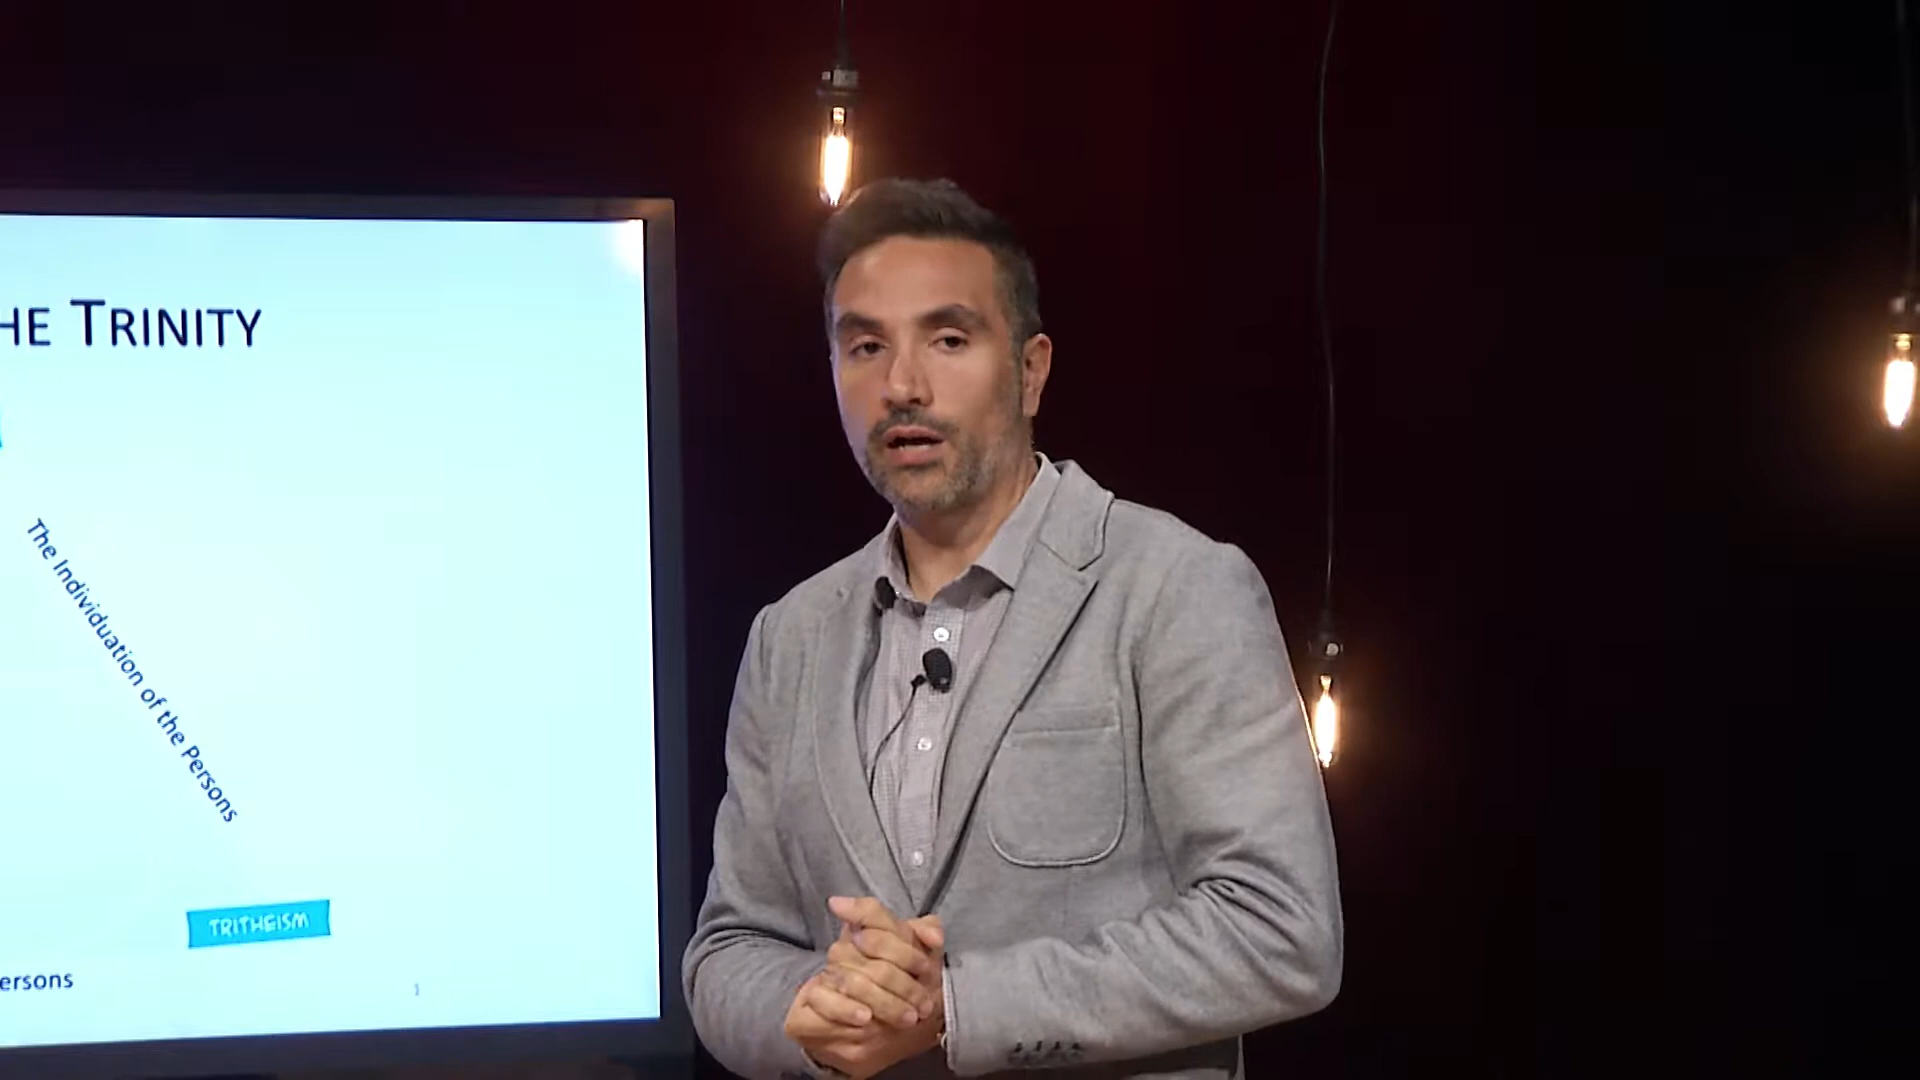 HE TRINITY
The Individuation of the Persons
TRITHEISM
ersons
1